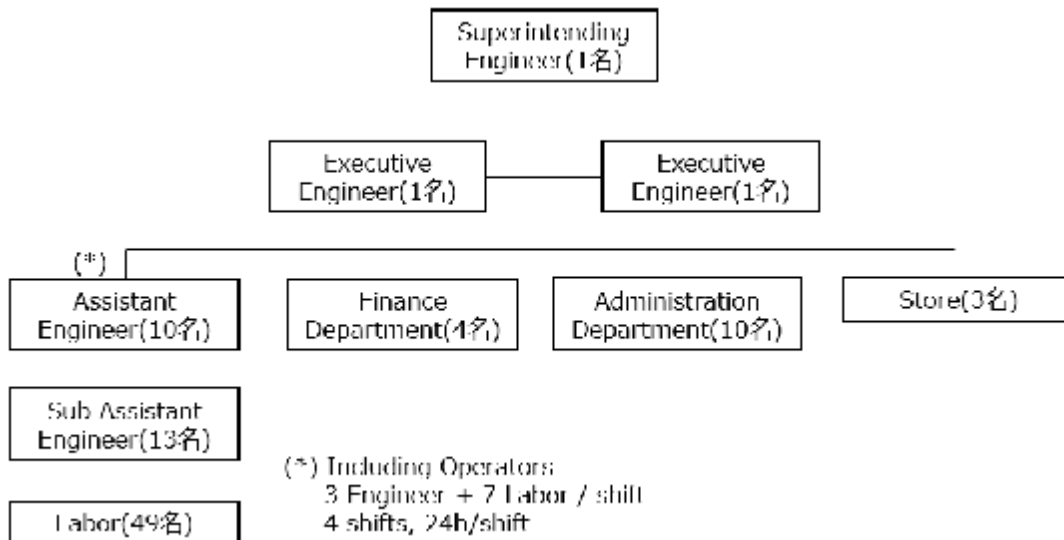 Superintending
Engineer(1名)
Executive
Engineer(1名)
Executive
Engineer(1名)
(*)
Assistant
Engineer(10名)
Finance
Department(4名)
Administration
Department(10名)
Store(3名)
Sub Assistant
Engineer(13名)
(*) Including Operators
3 Engineer + 7 Labor / shift
4 shifts, 24h/shift
Labor(49名)